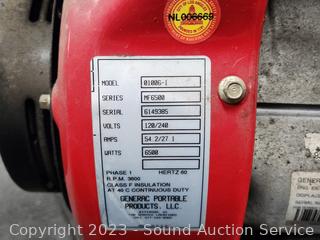 NL006669
MODEL 01006-1
SERIES MF6500
SERIAL 6149385
VOLTS 120/240
AMPS 54.2/27.1
WATTS 6500
PHASE 1 HERTZ 60
R.P.M. 3600
CLASS F INSULATION
AT 40 C CONTINUOUS DUTY
GENERAC PORTABLE
PRODUCTS, LLC.
GENERAC
Copyright 2023 - Sound Auction Service